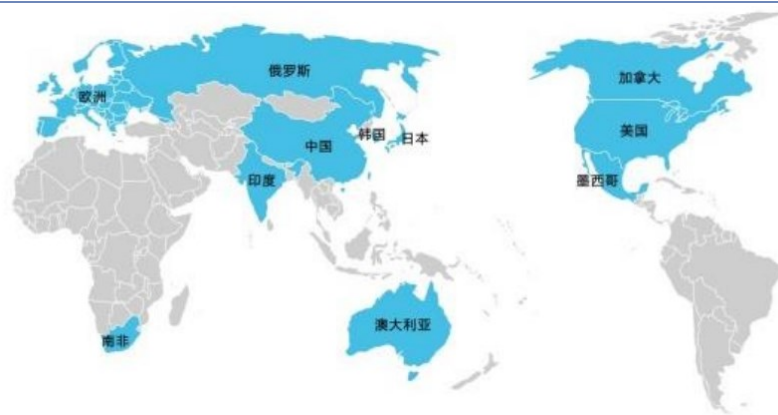 俄罗斯
加拿大
欧洲
美国
韩国
日本
中国
印度
墨西哥
澳大利亚
南非